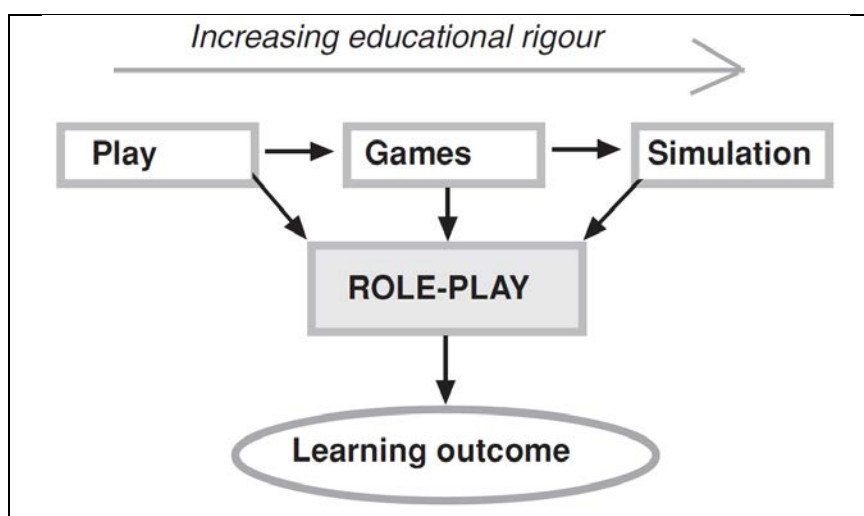 Increasing educational rigour
Play
Games
Simulation
ROLE-PLAY
Learning outcome